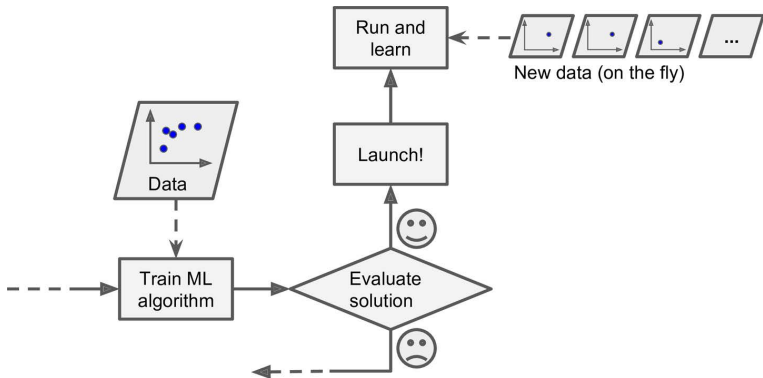 Run and
learn
...
New data (on the fly)
Launch!
Data
Train ML
algorithm
Evaluate
solution